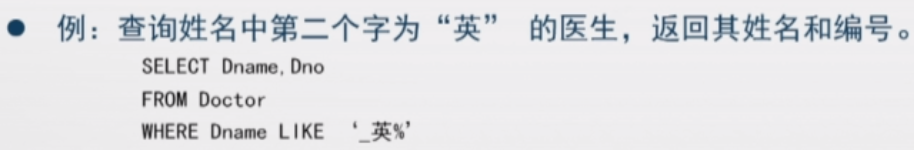 ● 例：查询姓名中第二个字为“英” 的医生，返回其姓名和编号。
SELECT Dname,Dno
FROM Doctor
WHERE Dname LIKE ‘_英%’